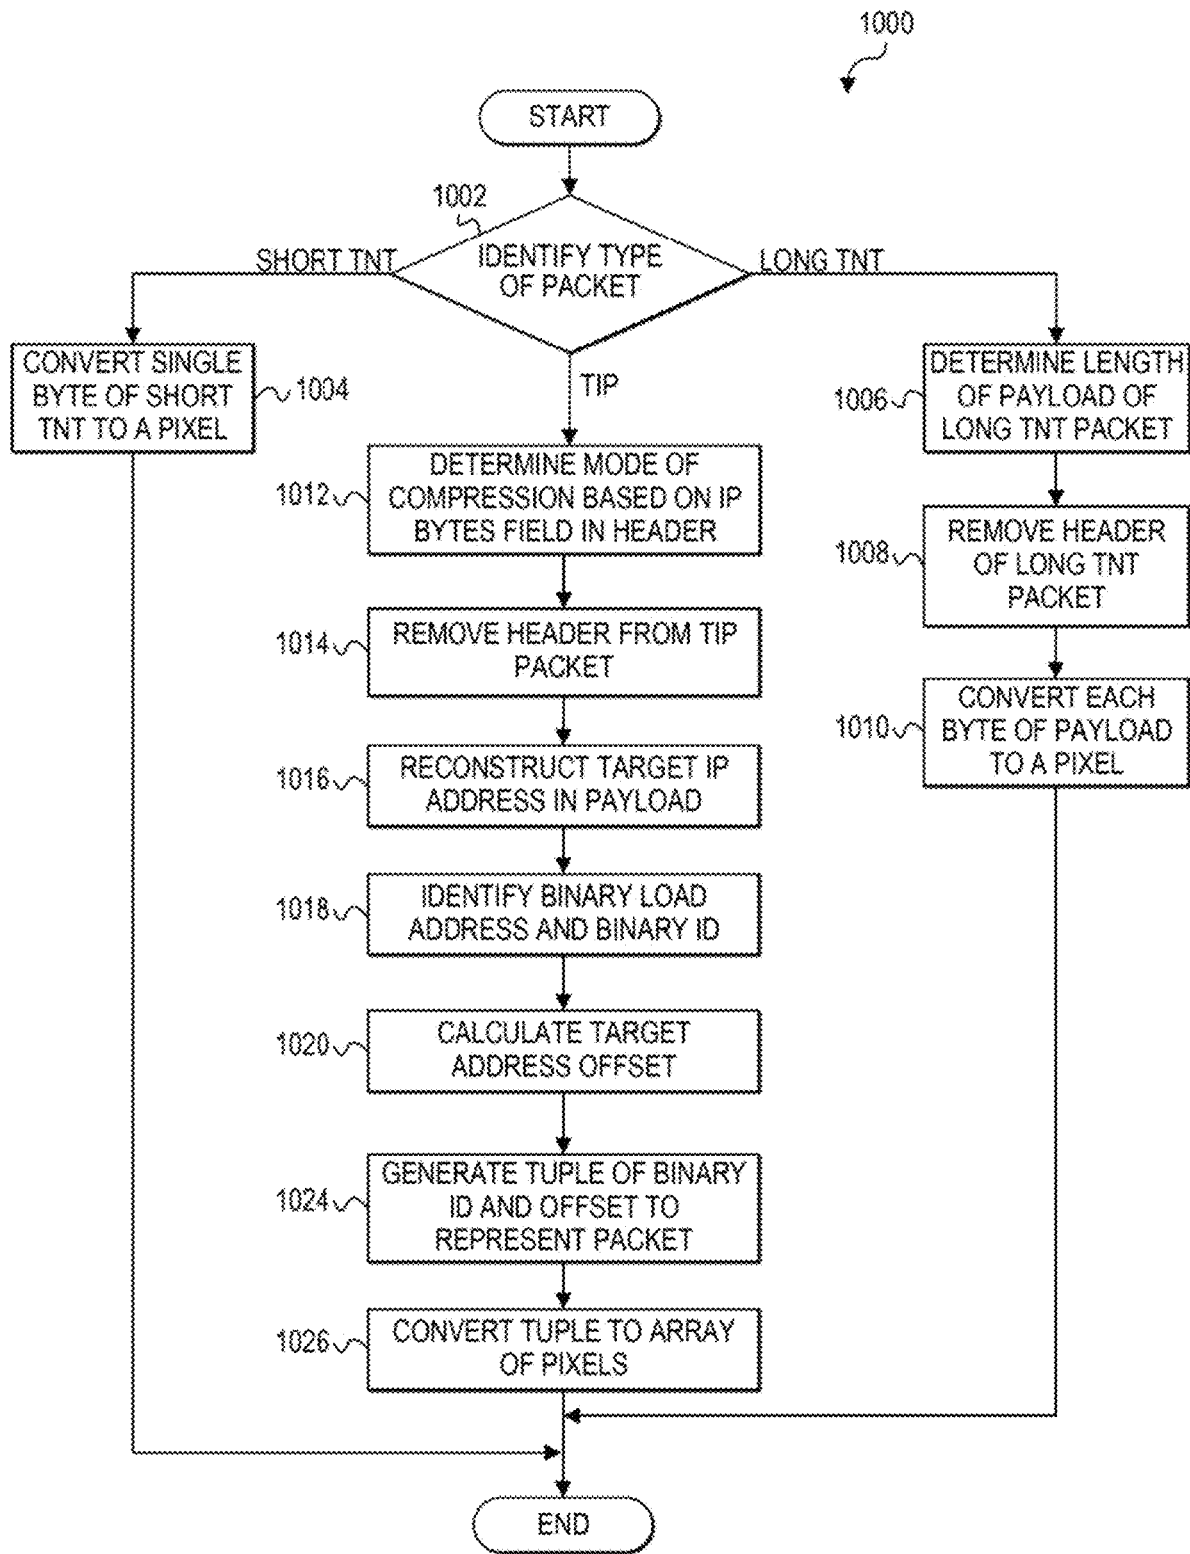 1000
START
1002
IDENTIFY TYPE
OF PACKET
SHORT TNT
LONG TNT
TIP
CONVERT SINGLE
BYTE OF SHORT
TNT TO A PIXEL
1004
1006
DETERMINE LENGTH
OF PAYLOAD OF
LONG TNT PACKET
1008
REMOVE HEADER
OF LONG TNT
PACKET
1010
CONVERT EACH
BYTE OF PAYLOAD
TO A PIXEL
1012
DETERMINE MODE OF
COMPRESSION BASED ON IP
BYTES FIELD IN HEADER
1014
REMOVE HEADER FROM TIP
PACKET
1016
RECONSTRUCT TARGET IP
ADDRESS IN PAYLOAD
1018
IDENTIFY BINARY LOAD
ADDRESS AND BINARY ID
1020
CALCULATE TARGET
ADDRESS OFFSET
1024
GENERATE TUPLE OF BINARY
ID AND OFFSET TO
REPRESENT PACKET
1026
CONVERT TUPLE TO ARRAY
OF PIXELS
END